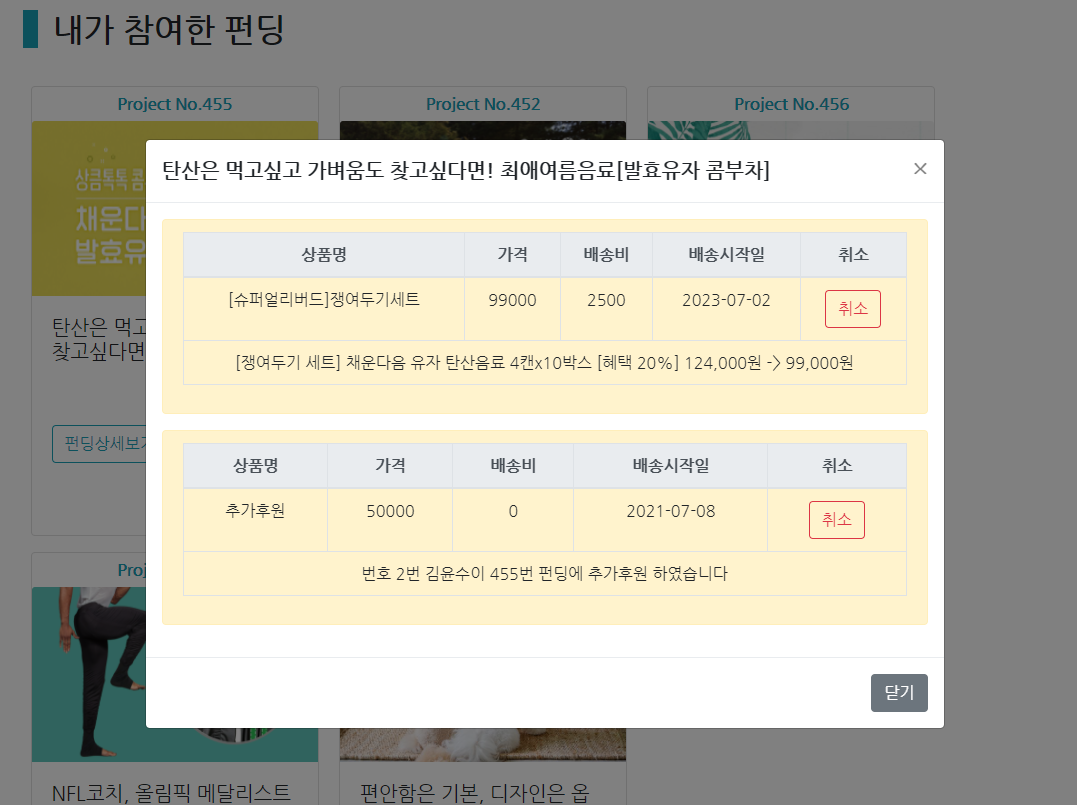 내가 참여한 펀딩
Project No.455
Project No.452
Project No.456
탄산은 먹고싶고 가벼움도 찾고싶다면! 최애여름음료[발효유자 콤부차]
×
상큼톡톡 콤
채운다
발효유
탄산은 먹고
찾고싶다면
펀딩상세보기
상품명 가격 배송비 배송시작일 취소
[슈퍼얼리버드]쟁여두기세트 99000 2500 2023-07-02 취소
[쟁여두기 세트] 채운다음 유자 탄산음료 4캔x10박스 [혜택 20%] 124,000원 -> 99,000원
상품명 가격 배송비 배송시작일 취소
추가후원 50000 0 2021-07-08 취소
번호 2번 김윤수이 455번 펀딩에 추가후원 하였습니다
닫기
NFL코치, 올림픽 메달리스트
편안함은 기본, 디자인은 옵